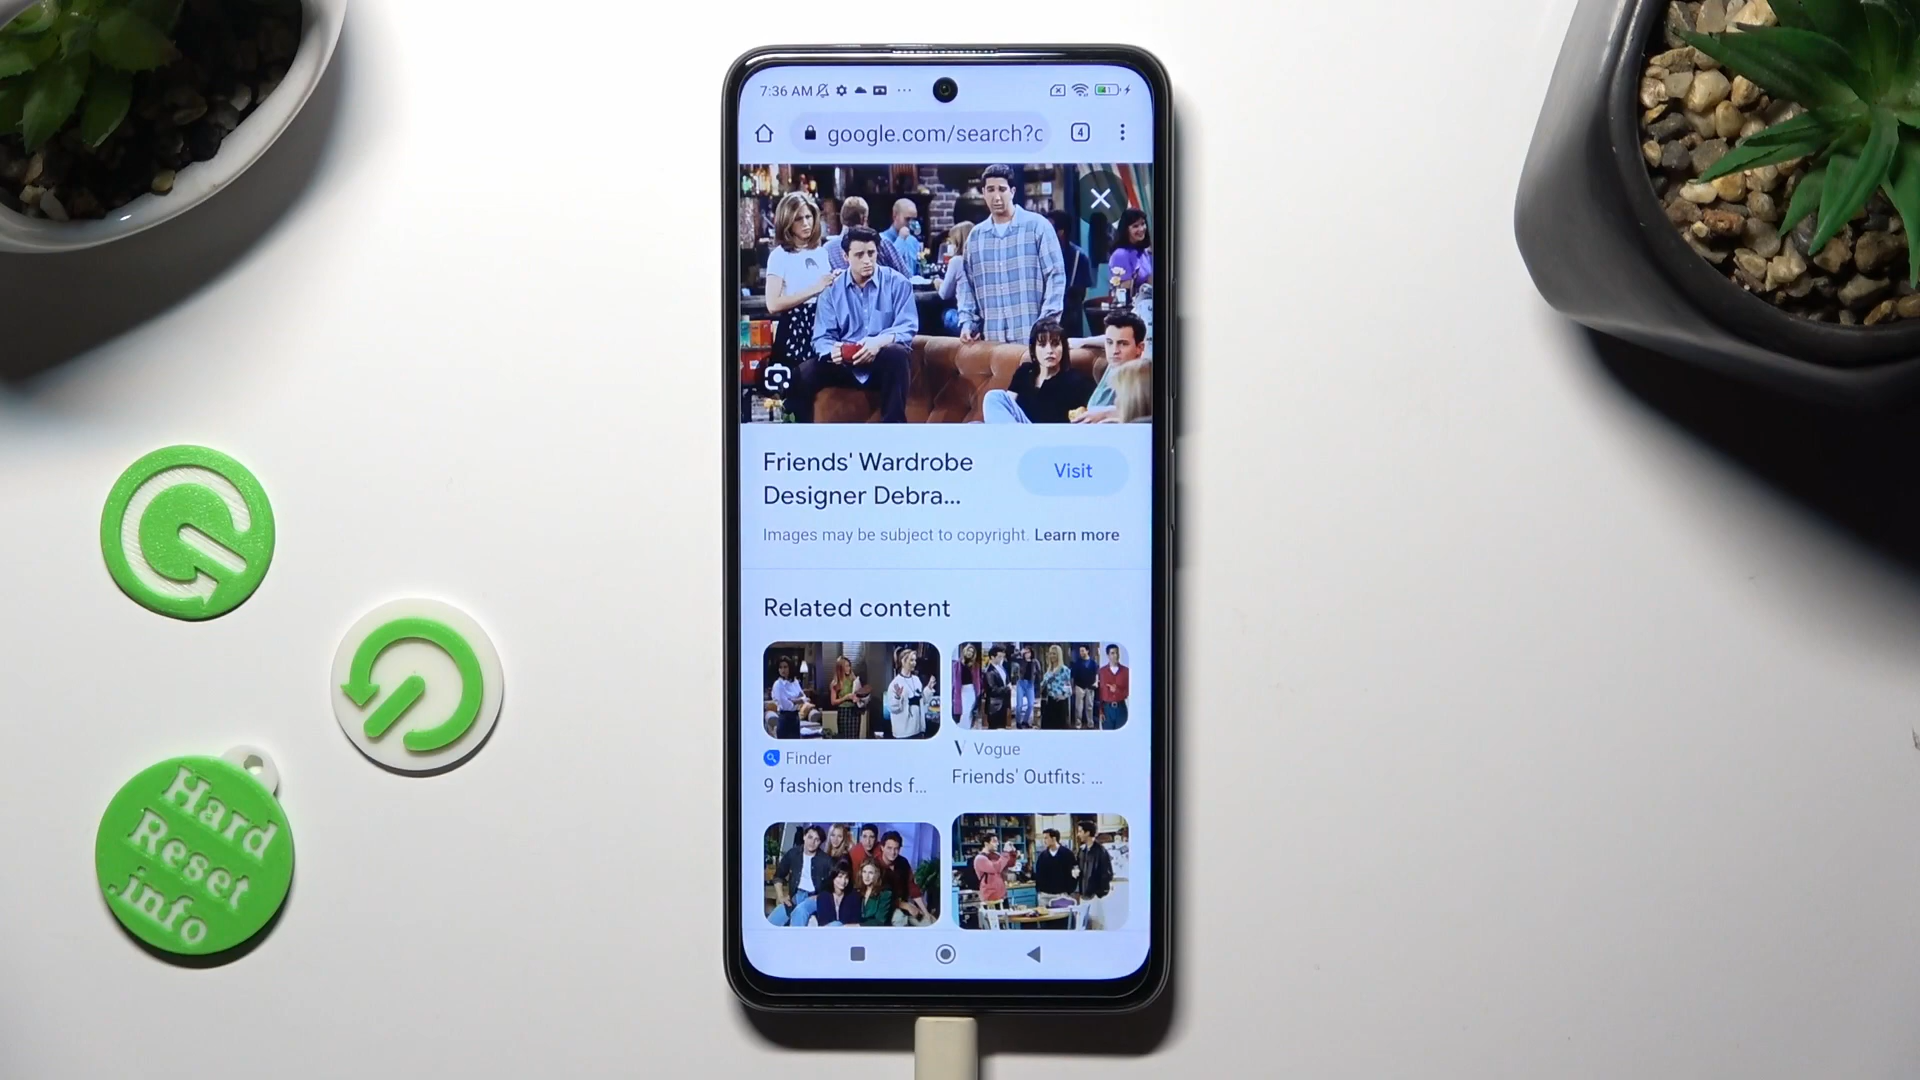 7:36 AM
google.com/search?c
4
Friends' Wardrobe
Designer Debra...
Visit
Images may be subject to copyright. Learn more
Related content
Finder
9 fashion trends f...
V Vogue
Friends' Outfits: ...
Hard
Reset
.info